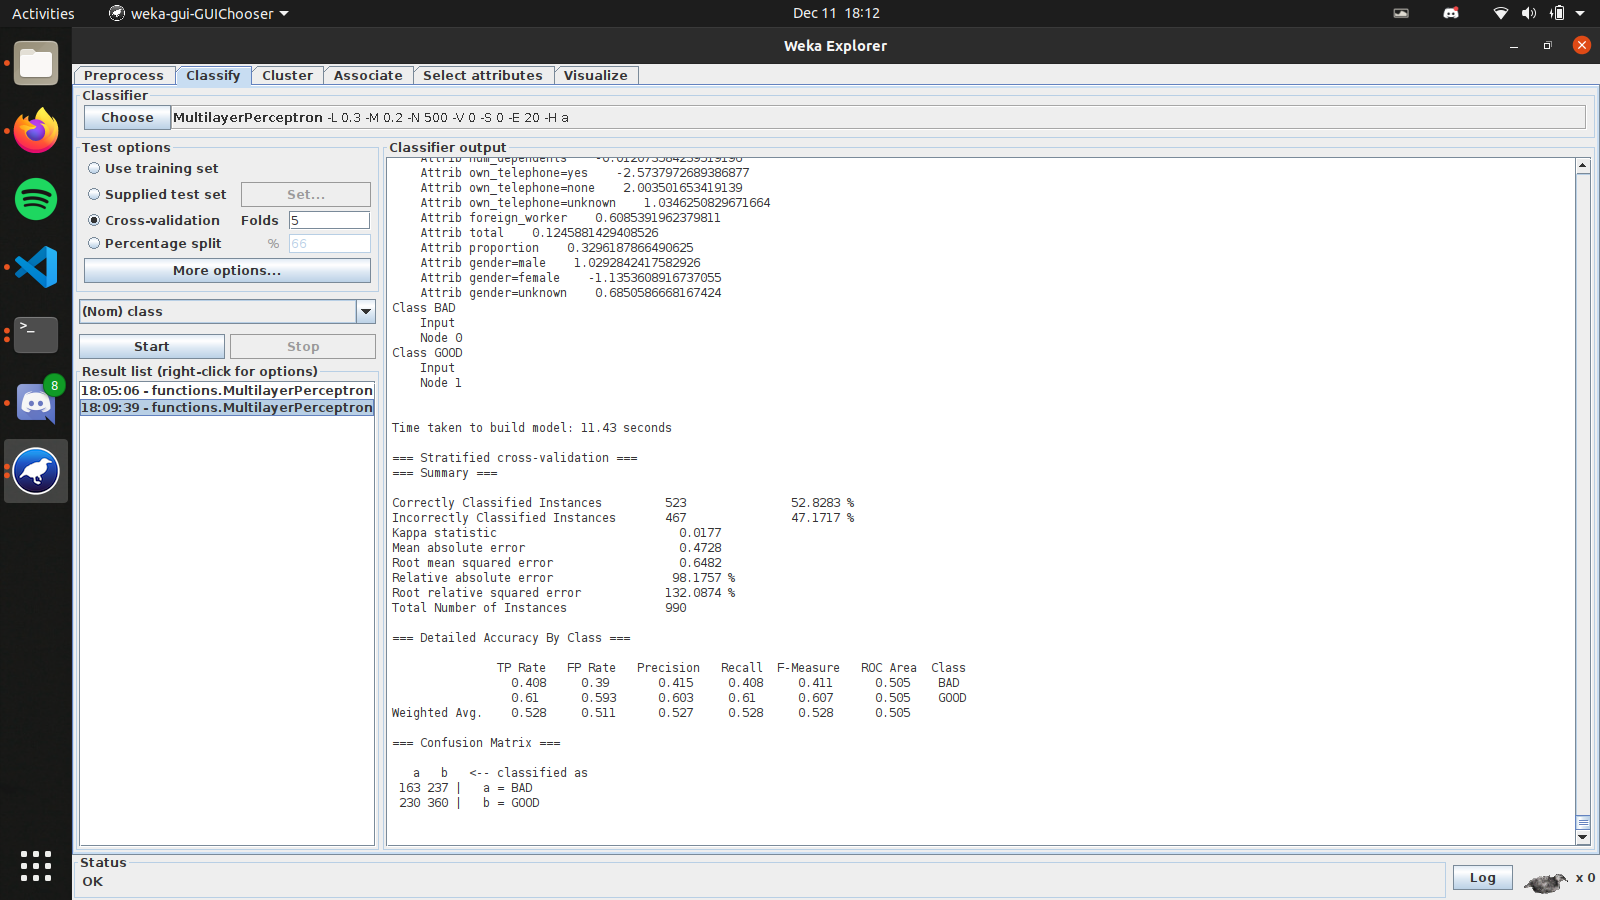 Activities
weka-gui-GUIChooser
Dec 11 18:12
Weka Explorer
Preprocess Classify Cluster Associate Select attributes Visualize
Classifier
Choose MultilayerPerceptron -L 0.3 -M 0.2 -N 500 -V 0 -S 0 -E 20 -H a
Test options
Use training set
Supplied test set Set...
Cross-validation Folds 5
Percentage split % 66
More options...
(Nom) class
Start Stop
Result list (right-click for options)
18:05:06 - functions.MultilayerPerceptron
18:09:39 - functions.MultilayerPerceptron
8
>_
Classifier output
Attrib num_dependents -0.012073584239519196
Attrib own_telephone=yes -2.5737972689386877
Attrib own_telephone=none 2.003501653419139
Attrib own_telephone=unknown 1.0346250829671664
Attrib foreign_worker 0.6085391962379811
Attrib total 0.1245881429408526
Attrib proportion 0.3296187866490625
Attrib gender=male 1.0292842417582926
Attrib gender=female -1.1353608916737055
Attrib gender=unknown 0.6850586668167424
Class BAD
Input
Node 0
Class GOOD
Input
Node 1
Time taken to build model: 11.43 seconds
=== Stratified cross-validation ===
=== Summary ===
Correctly Classified Instances 523 52.8283 %
Incorrectly Classified Instances 467 47.1717 %
Kappa statistic 0.0177
Mean absolute error 0.4728
Root mean squared error 0.6482
Relative absolute error 98.1757 %
Root relative squared error 132.0874 %
Total Number of Instances 990
=== Detailed Accuracy By Class ===
TP Rate FP Rate Precision Recall F-Measure ROC Area Class
0.408 0.39 0.415 0.408 0.411 0.505 BAD
0.61 0.593 0.603 0.61 0.607 0.505 GOOD
Weighted Avg. 0.528 0.511 0.527 0.528 0.528 0.505
=== Confusion Matrix ===
a b <-- classified as
163 237 | a = BAD
230 360 | b = GOOD
Status
OK
Log
x 0